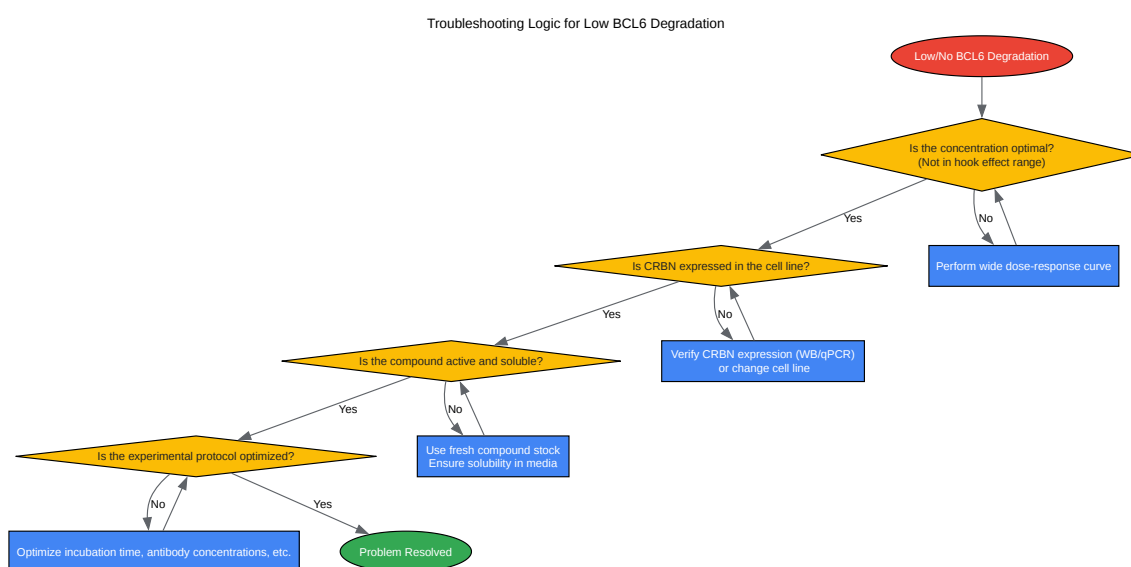 Troubleshooting Logic for Low BCL6 Degradation
Low/No BCL6 Degradation
Is the concentration optimal?
(Not in hook effect range)
Yes
No
Is CRBN expressed in the cell line?
Perform wide dose-response curve
Yes
No
Is the compound active and soluble?
Verify CRBN expression (WB/qPCR)
or change cell line
Yes
No
Is the experimental protocol optimized?
Use fresh compound stock
Ensure solubility in media
No
Yes
Optimize incubation time, antibody concentrations, etc.
Problem Resolved